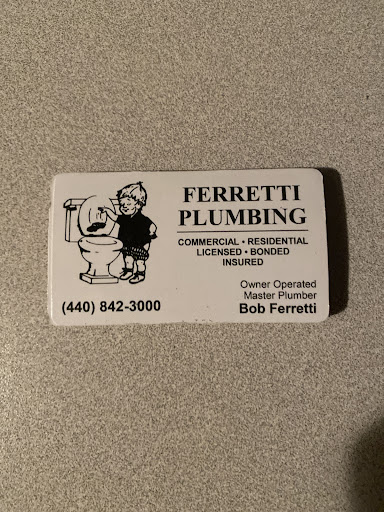 FERRETTI
PLUMBING
COMMERCIAL • RESIDENTIAL
LICENSED • BONDED
INSURED
Owner Operated
Master Plumber
Bob Ferretti
(440) 842-3000